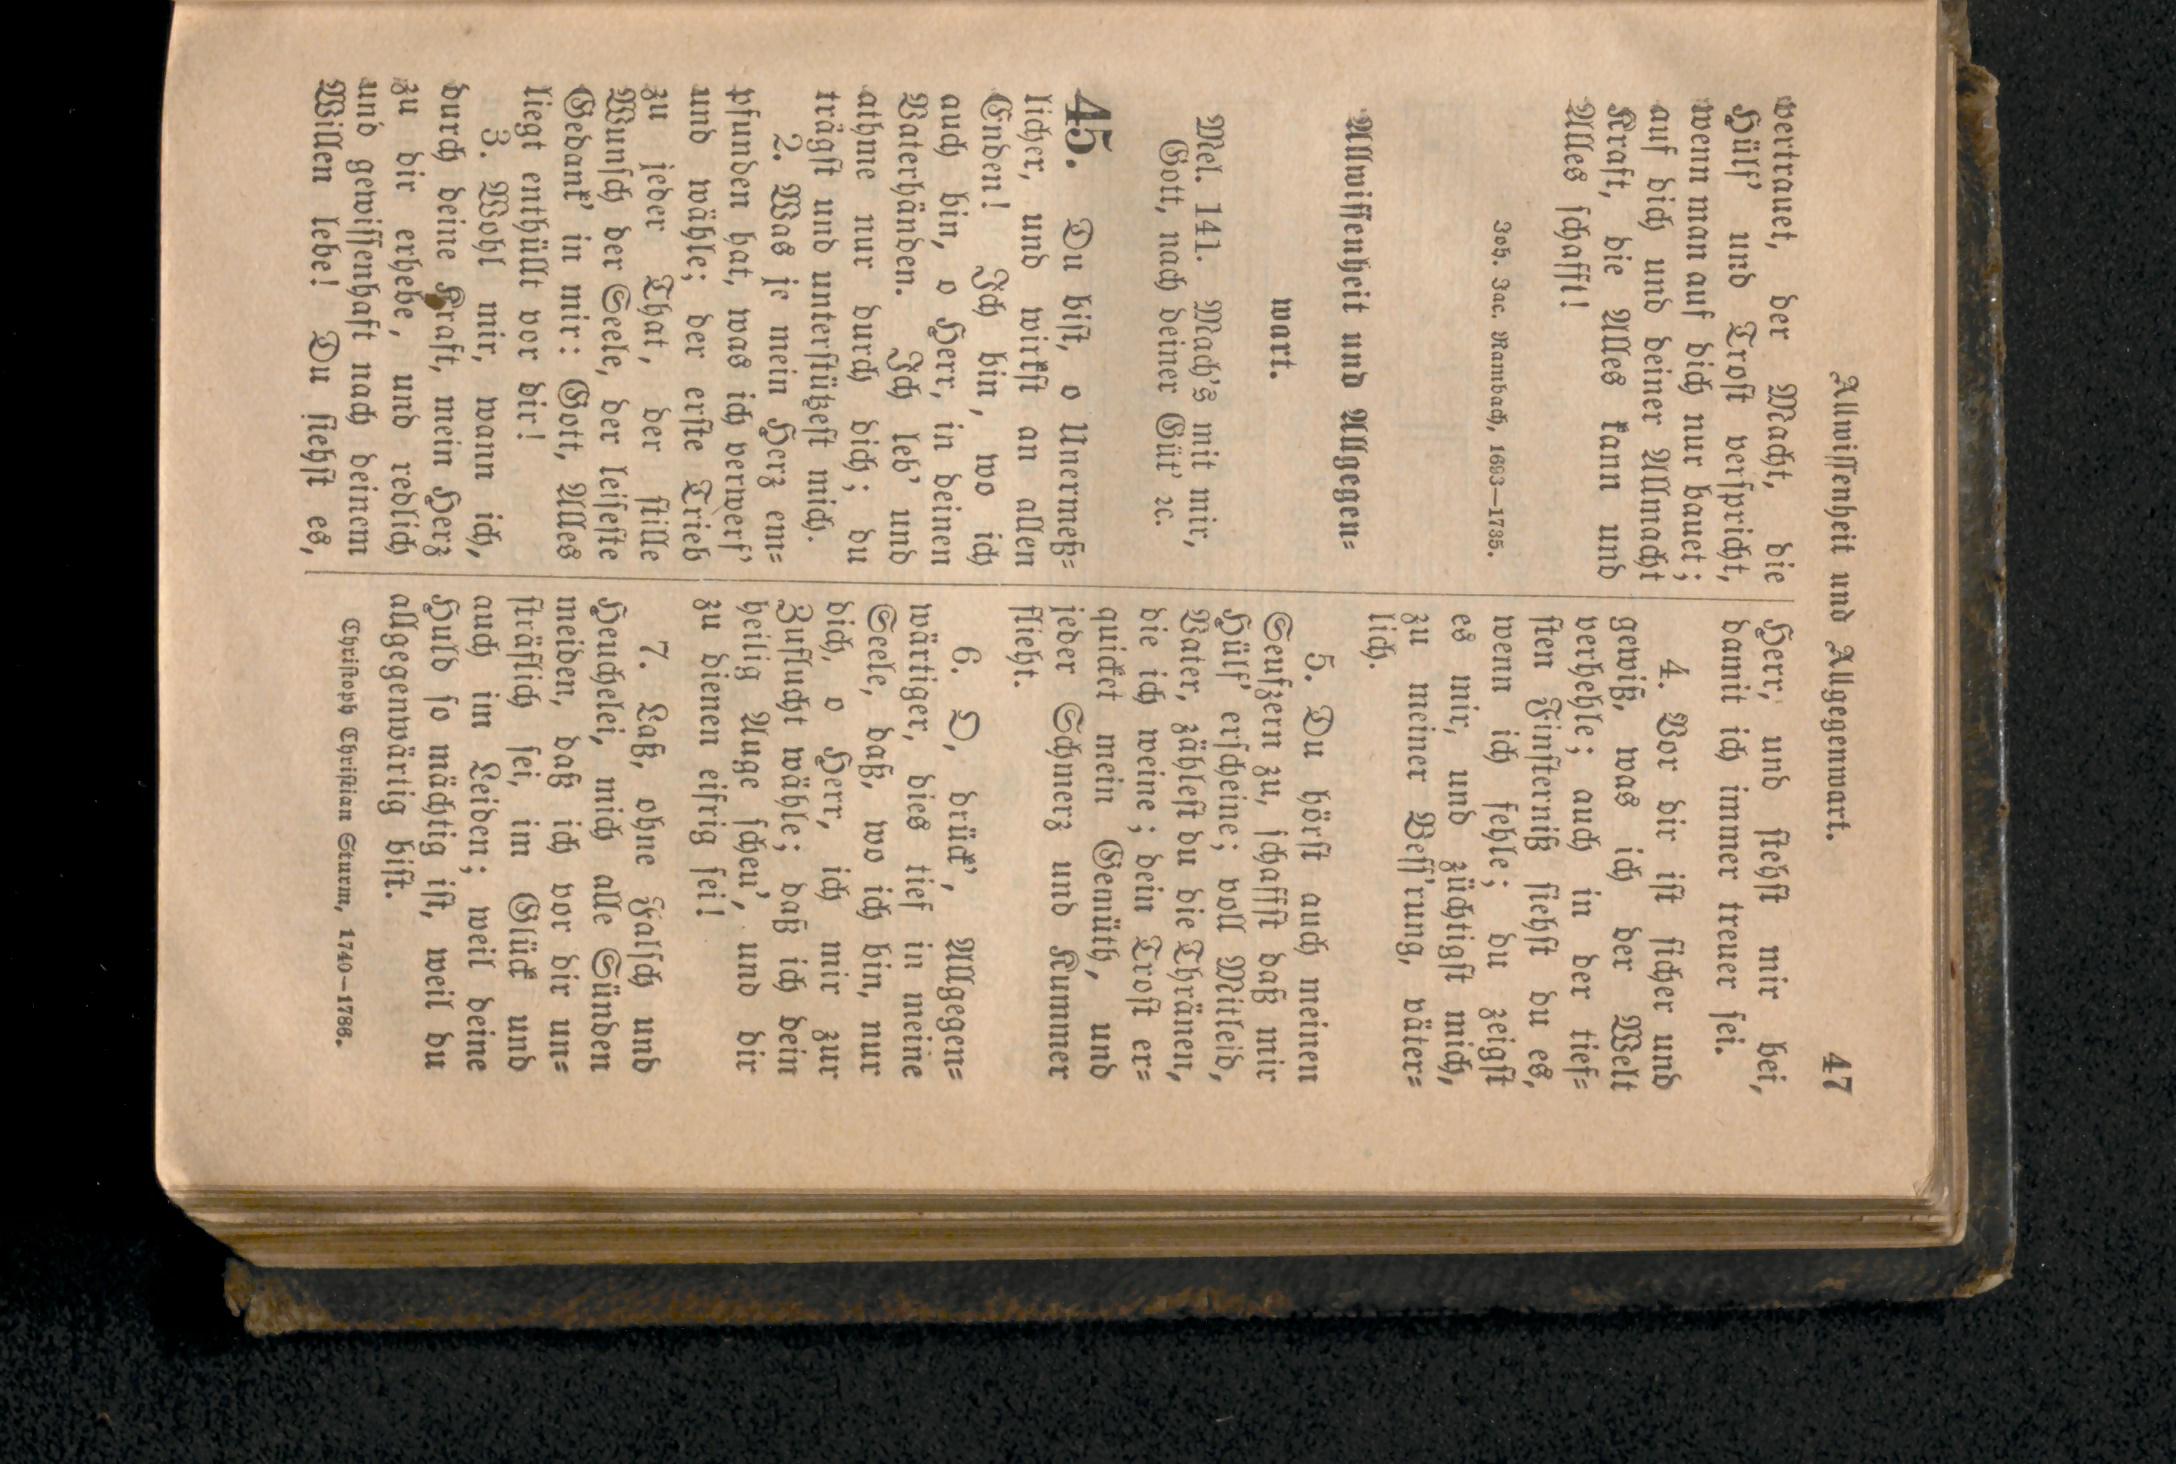 Allwissenheit und Allgegenwart. 47
vertrauet, der Macht, die
Hülf' und Trost verspricht,
wenn man auf dich nur bauet;
auf dich und deiner Allmacht
Kraft, die Alles kann und
Alles schafft!
Joh. Jac. Rambach, 1693—1735.
Allwissenheit und Allgegen-
wart.
Mel. 141. Mach's mit mir,
Gott, nach deiner Güt' ꝛc.
45. Du bist, o Unermeß-
licher, und wirkst an allen
Enden! Ich bin, wo ich
auch bin, o Herr, in deinen
Vaterhänden. Ich leb' und
athme nur durch dich; du
trägst und unterstützest mich.
2. Was je mein Herz em-
pfunden hat, was ich verwerf'
und wähle; der erste Trieb
zu jeder That, der stille
Wunsch der Seele, der leiseste
Gedank' in mir: Gott, Alles
liegt enthüllt vor dir!
3. Wohl mir, wann ich,
durch deine Kraft, mein Herz
zu dir erhebe, und redlich
und gewissenhaft nach deinem
Willen lebe! Du siehst es,
Herr, und stehst mir bei,
damit ich immer treuer sei.
4. Vor dir ist sicher und
gewiß, was ich der Welt
verhehle; auch in der tief-
sten Finsterniß siehst du es,
wenn ich fehle; du zeigst
es mir, und züchtigst mich,
zu meiner Bess'rung, väter-
lich.
5. Du hörst auch meinen
Seufzern zu, schaffst daß mir
Hülf' erscheine; voll Mitleid,
Vater, zählest du die Thränen,
die ich weine; dein Trost er-
quicket mein Gemüth, und
jeder Schmerz und Kummer
flieht.
6. O, drück', Allgegen-
wärtiger, dies tief in meine
Seele, daß, wo ich bin, nur
dich, o Herr, ich mir zur
Zuflucht wähle; daß ich dein
heilig Auge scheu', und dir
zu dienen eifrig sei!
7. Laß, ohne Falsch und
Heuchelei, mich alle Sünden
meiden, daß ich vor dir un-
sträflich sei, im Glück und
auch im Leiden; weil deine
Huld so mächtig ist, weil du
allgegenwärtig bist.
Christoph Christian Sturm, 1740—1786.